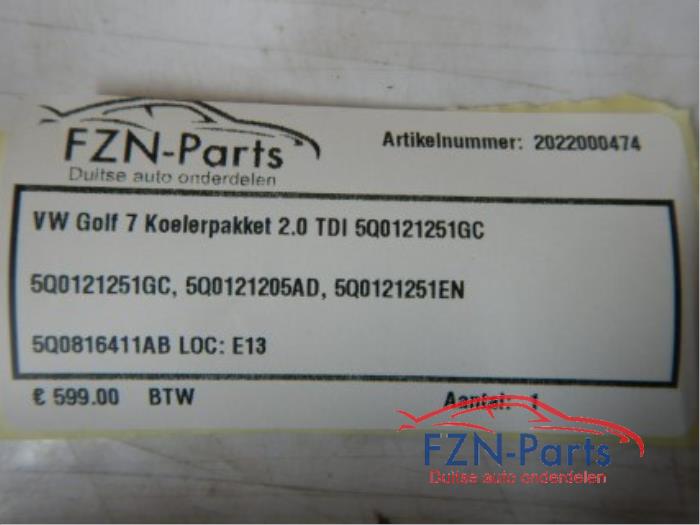 FZN-Parts
Duitse auto onderdelen
Artikelnummer: 2022000474
VW Golf 7 Koelerpakket 2.0 TDI 5Q0121251GC
5Q0121251GC, 5Q0121205AD, 5Q0121251EN
5Q0816411AB LOC: E13
€ 599.00 BTW
Aantal: 1
FZN-Parts
Duitse auto onderdelen